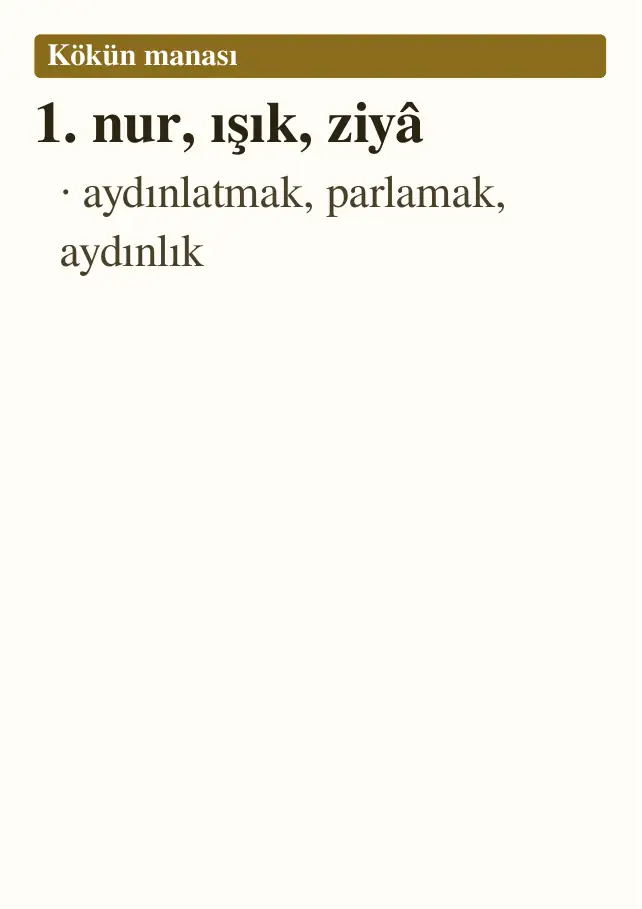 Kökün manası
1. nur, ışık, ziyâ
· aydınlatmak, parlamak,
aydınlık